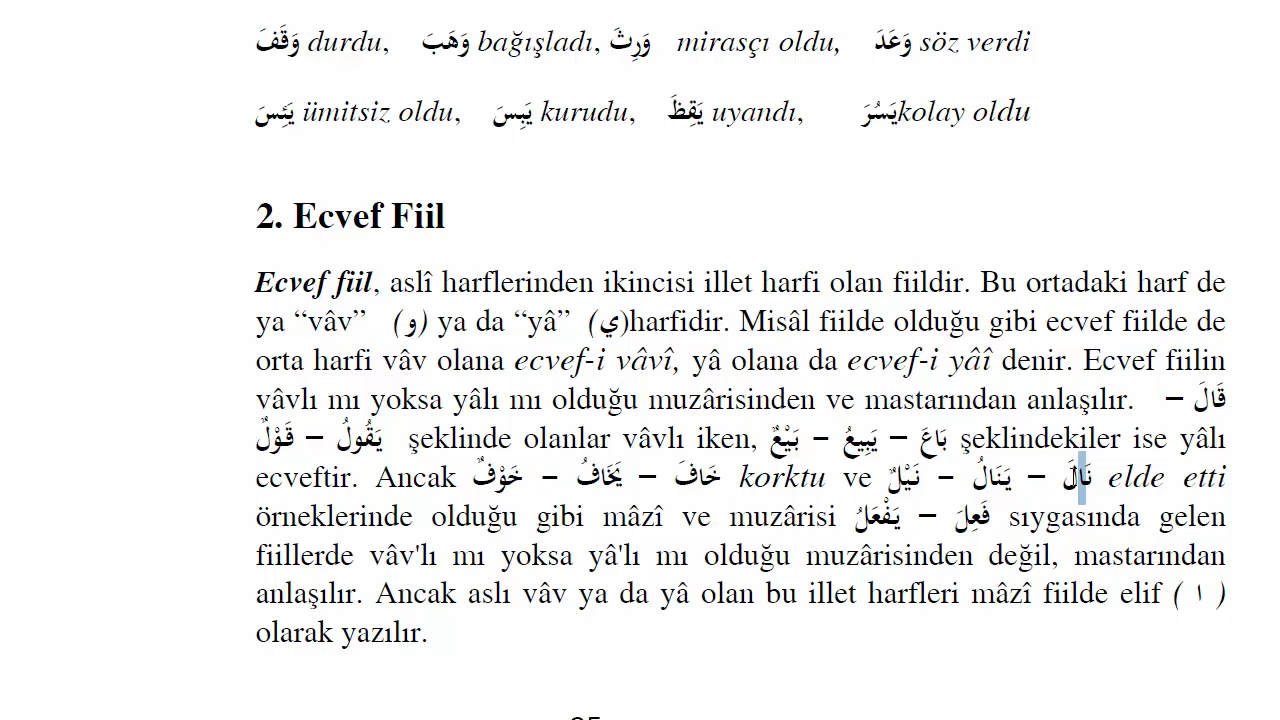 وَقَفَ durdu, وَهَبَ bağışladı, وَرِثَ mirasçı oldu, وَعَدَ söz verdi
يَئِسَ ümitsiz oldu, يَبِسَ kurudu, يَقِظَ uyandı, يَسُرَ kolay oldu
2. Ecvef Fiil
Ecvef fiil, aslî harflerinden ikincisi illet harfi olan fiildir. Bu ortadaki harf de
ya “vâv” (و) ya da “yâ” (ي)harfidir. Misâl fiilde olduğu gibi ecvef fiilde de
orta harfi vâv olana ecvef-i vâvî, yâ olana da ecvef-i yâî denir. Ecvef fiilin
vâvlı mı yoksa yâlı mı olduğu muzârisinden ve mastarından anlaşılır. قَالَ –
يَقُولُ – قَوْلٌ şeklinde olanlar vâvlı iken, بَاعَ – يَبِيعُ – بَيْعٌ şeklindekiler ise yâlı
ecveftir. Ancak خَافَ – يَخَافُ – خَوْفٌ korktu ve نَالَ – يَنَالُ – نَيْلٌ elde etti
örneklerinde olduğu gibi mâzî ve muzârisi فَعِلَ – يَفْعَلُ sıygasında gelen
fiillerde vâv'lı mı yoksa yâ'lı mı olduğu muzârisinden değil, mastarından
anlaşılır. Ancak aslı vâv ya da yâ olan bu illet harfleri mâzî fiilde elif ( ا )
olarak yazılır.